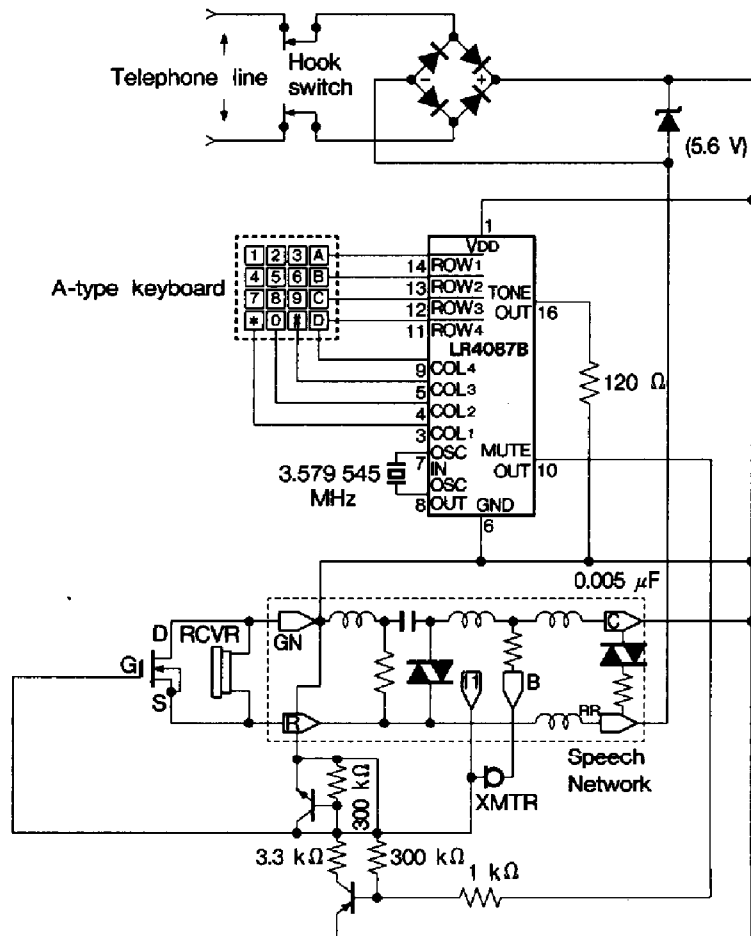 Telephone line
Hook
switch
−
+
(5.6 V)
A-type keyboard
1 2 3 A
4 5 6 B
7 8 9 C
* 0 # D
1
VDD
14 ROW1
13 ROW2
12 ROW3
11 ROW4
TONE
OUT 16
LR4087B
9 COL4
5 COL3
4 COL2
3 COL1
OSC
7 IN
OSC
8 OUT
MUTE
OUT 10
GND
6
120 Ω
3.579 545
MHz
0.005 μF
D
G
S
RCVR
GN
C
R
B
RR
Speech
Network
XMTR
300 kΩ
3.3 kΩ
300 kΩ
1 kΩ